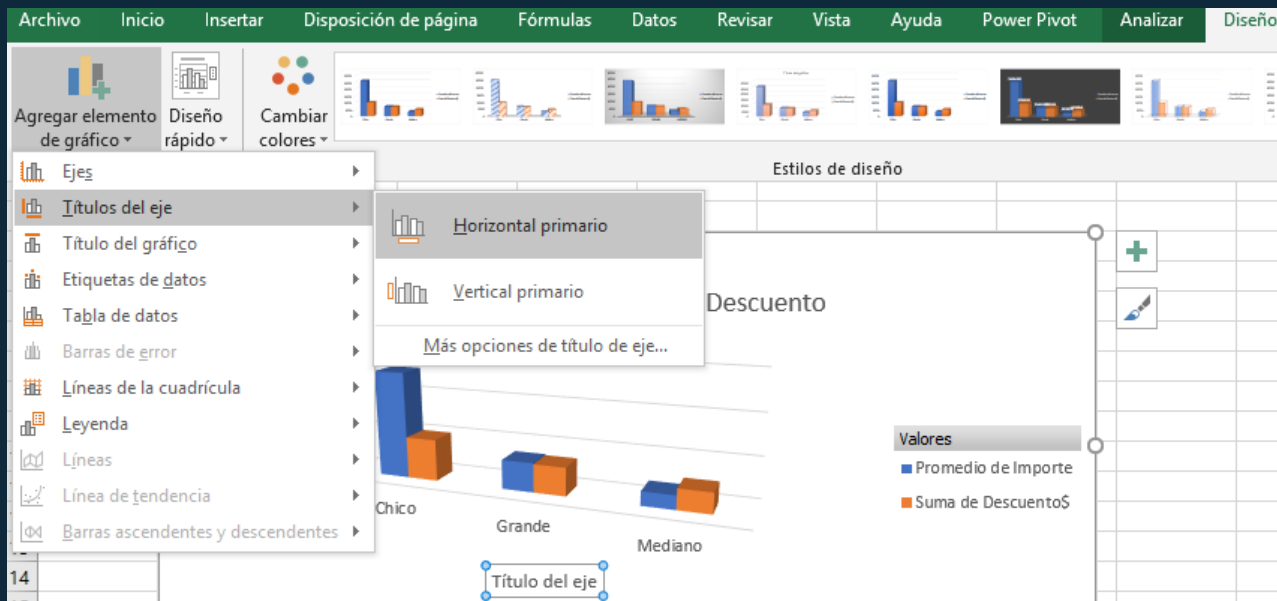 Archivo Inicio Insertar Disposición de página Fórmulas Datos Revisar Vista Ayuda Power Pivot Analizar Diseño
Agregar elemento de gráfico
Diseño rápido
Cambiar colores
Estilos de diseño
Ejes
Títulos del eje
Título del gráfico
Etiquetas de datos
Tabla de datos
Barras de error
Líneas de la cuadrícula
Leyenda
Líneas
Línea de tendencia
Barras ascendentes y descendentes
Horizontal primario
Vertical primario
Más opciones de título de eje...
Descuento
Valores
Promedio de Importe
Suma de Descuento$
Chico
Grande
Mediano
Título del eje
14